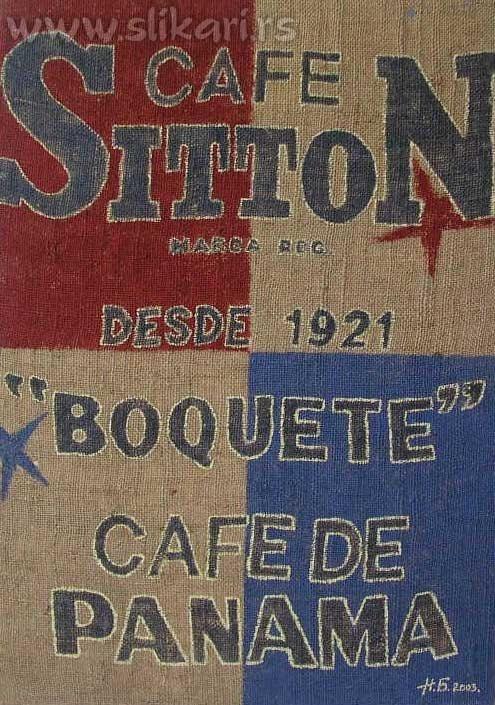 www.slikari.rs
CAFE
SITTON
MARCA REG.
DESDE 1921
"BOQUETE"
CAFE DE
PANAMA
Н.Б. 2003.